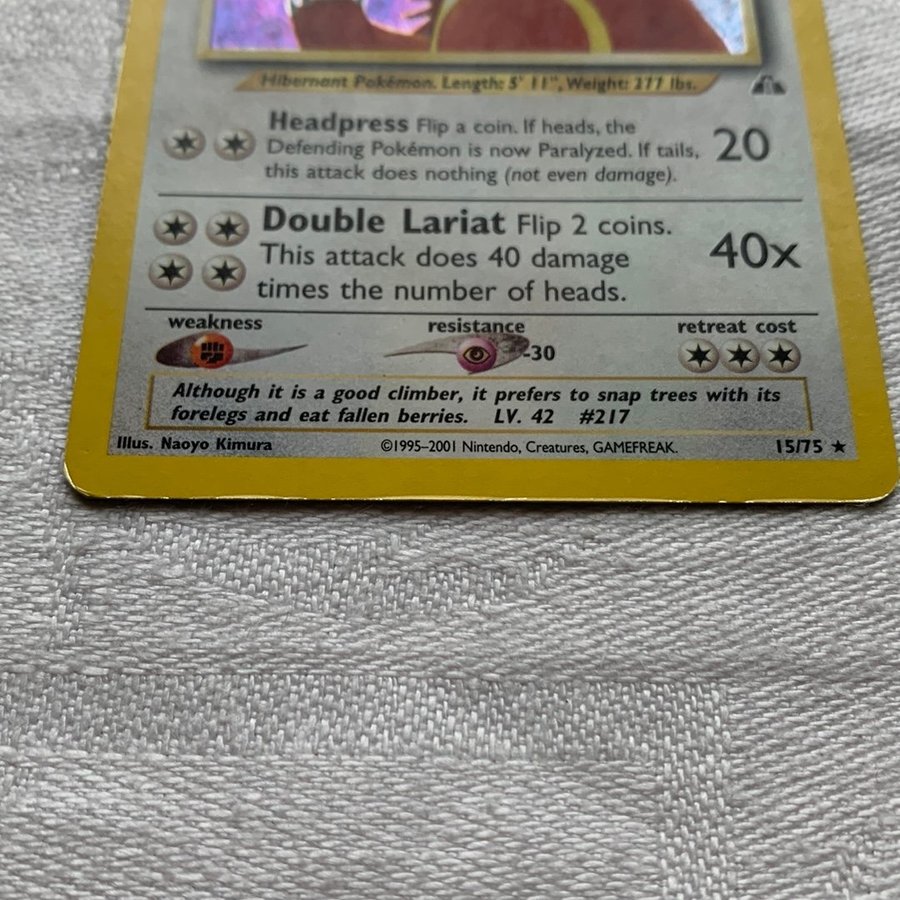 Hibernant Pokémon. Length: 5' 11", Weight: 277 lbs.
Headpress Flip a coin. If heads, the
Defending Pokémon is now Paralyzed. If tails,
this attack does nothing (not even damage).
20
Double Lariat Flip 2 coins.
This attack does 40 damage
times the number of heads.
40x
weakness resistance retreat cost
-30
Although it is a good climber, it prefers to snap trees with its
forelegs and eat fallen berries. LV. 42 #217
Illus. Naoyo Kimura ©1995–2001 Nintendo, Creatures, GAMEFREAK. 15/75 ★